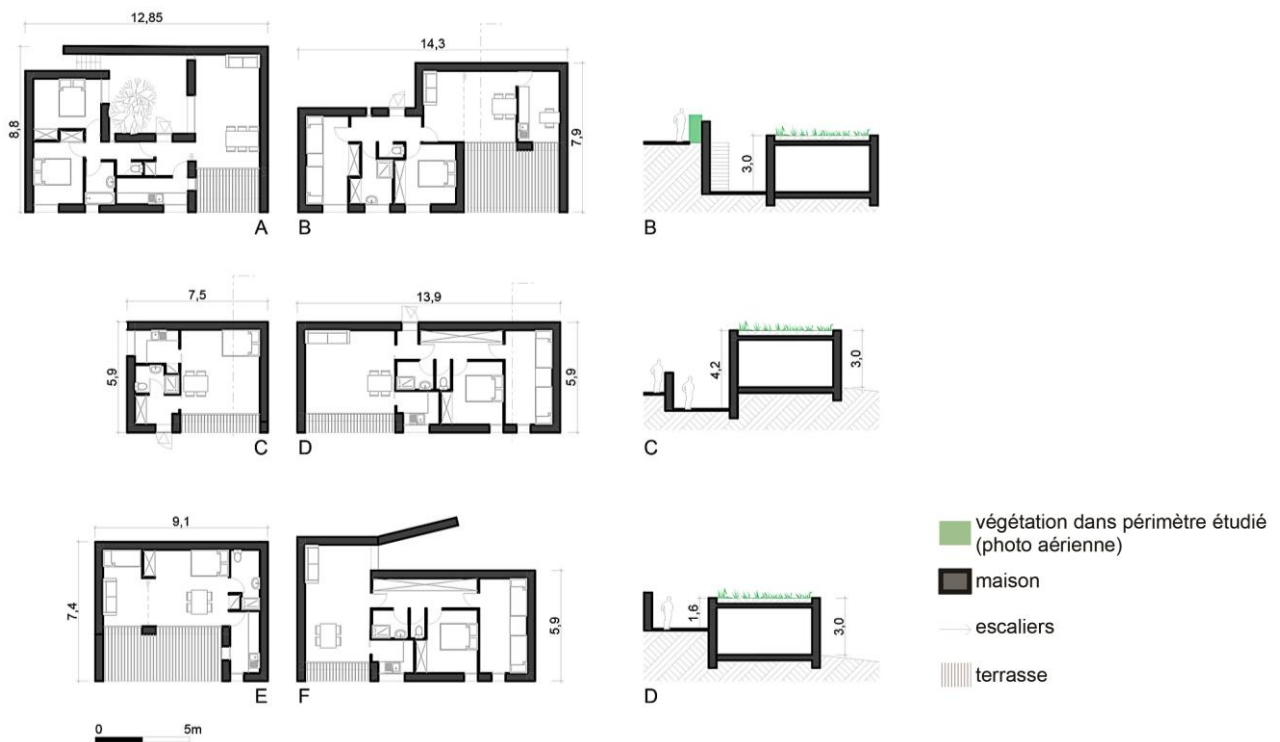 12,85
8,8
A
14,3
7,9
B
3,0
B
7,5
5,9
C
13,9
5,9
D
4,2
3,0
C
9,1
7,4
E
5,9
F
1,6
3,0
D
végétation dans périmètre étudié
(photo aérienne)
maison
escaliers
terrasse
0 5m